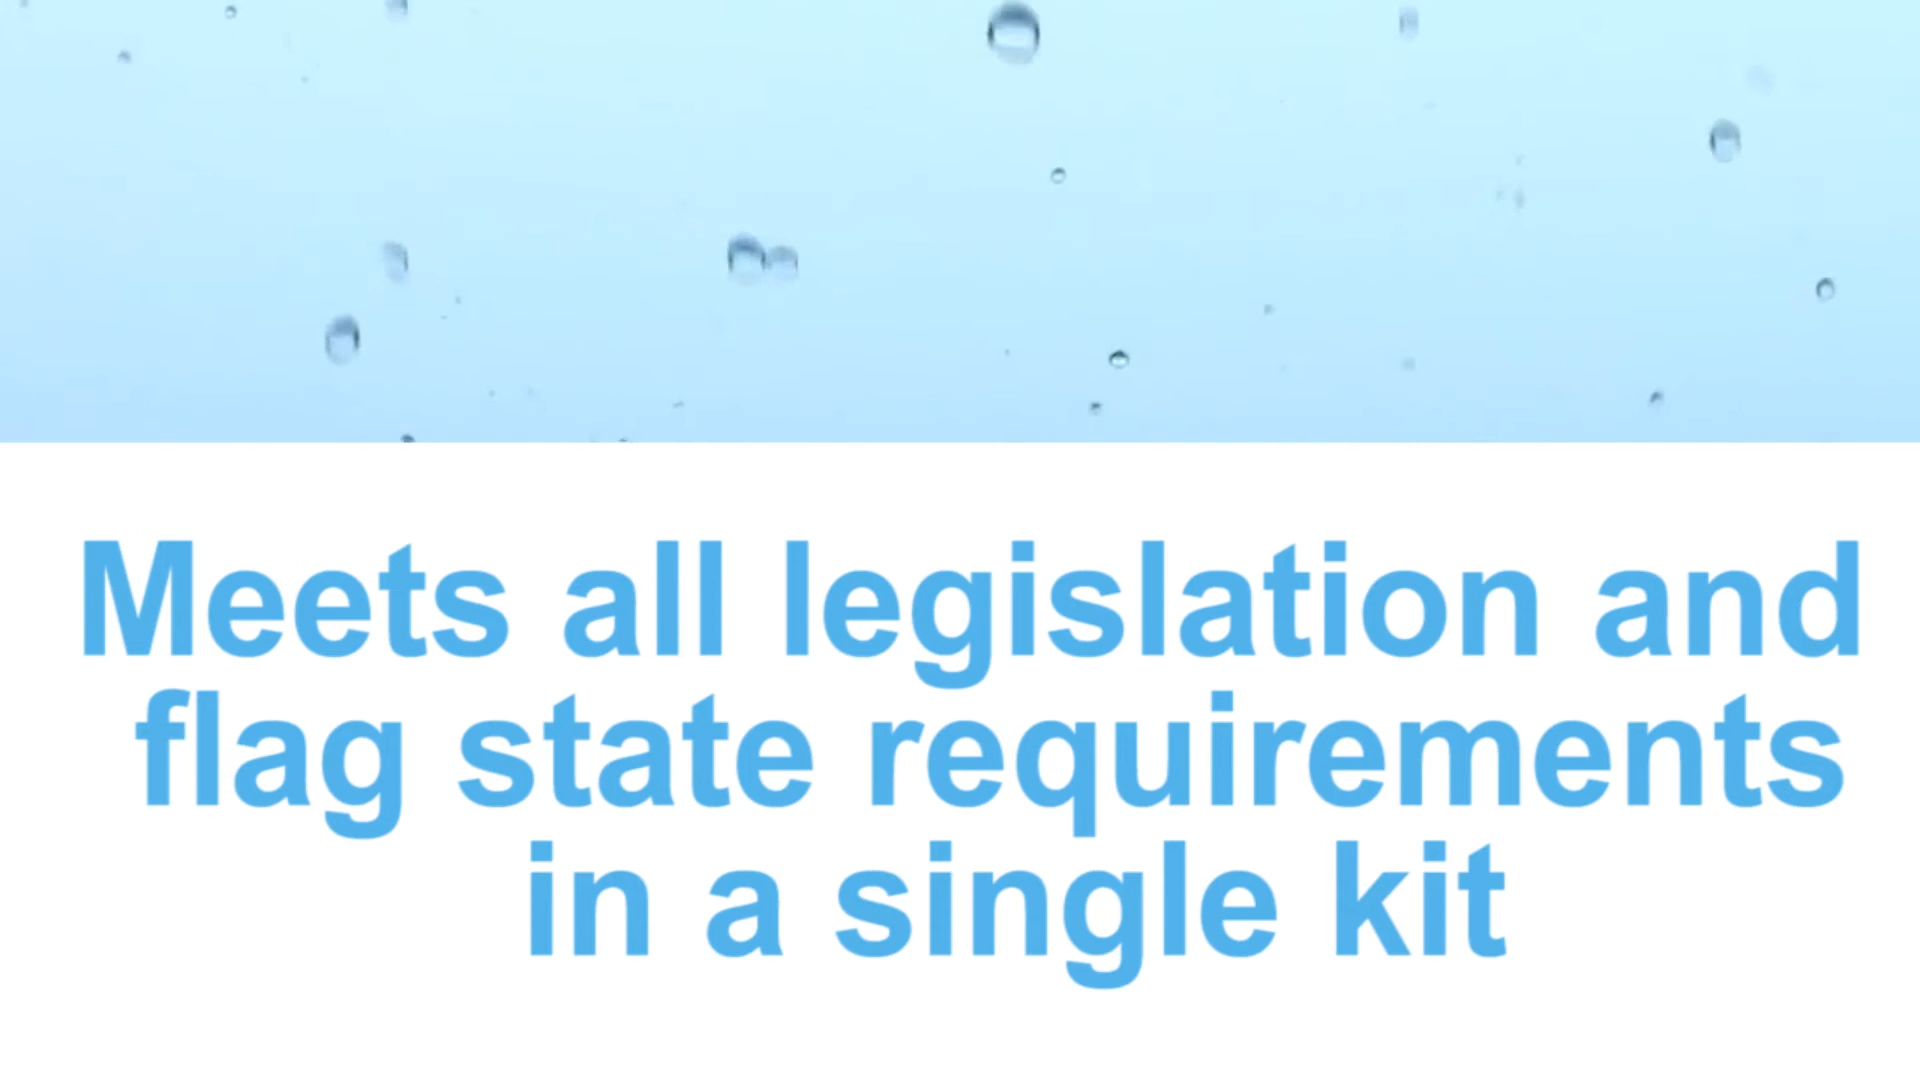 Meets all legislation and
flag state requirements
in a single kit